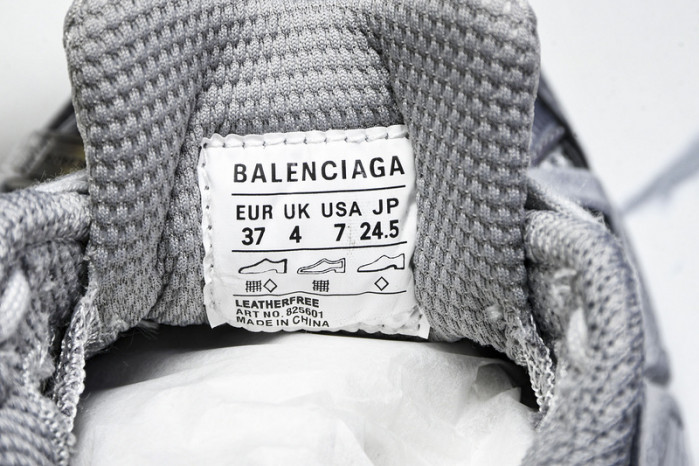 BALENCIAGA
EUR UK USA JP
37 4 7 24.5
LEATHERFREE
ART NO. 825601
MADE IN CHINA